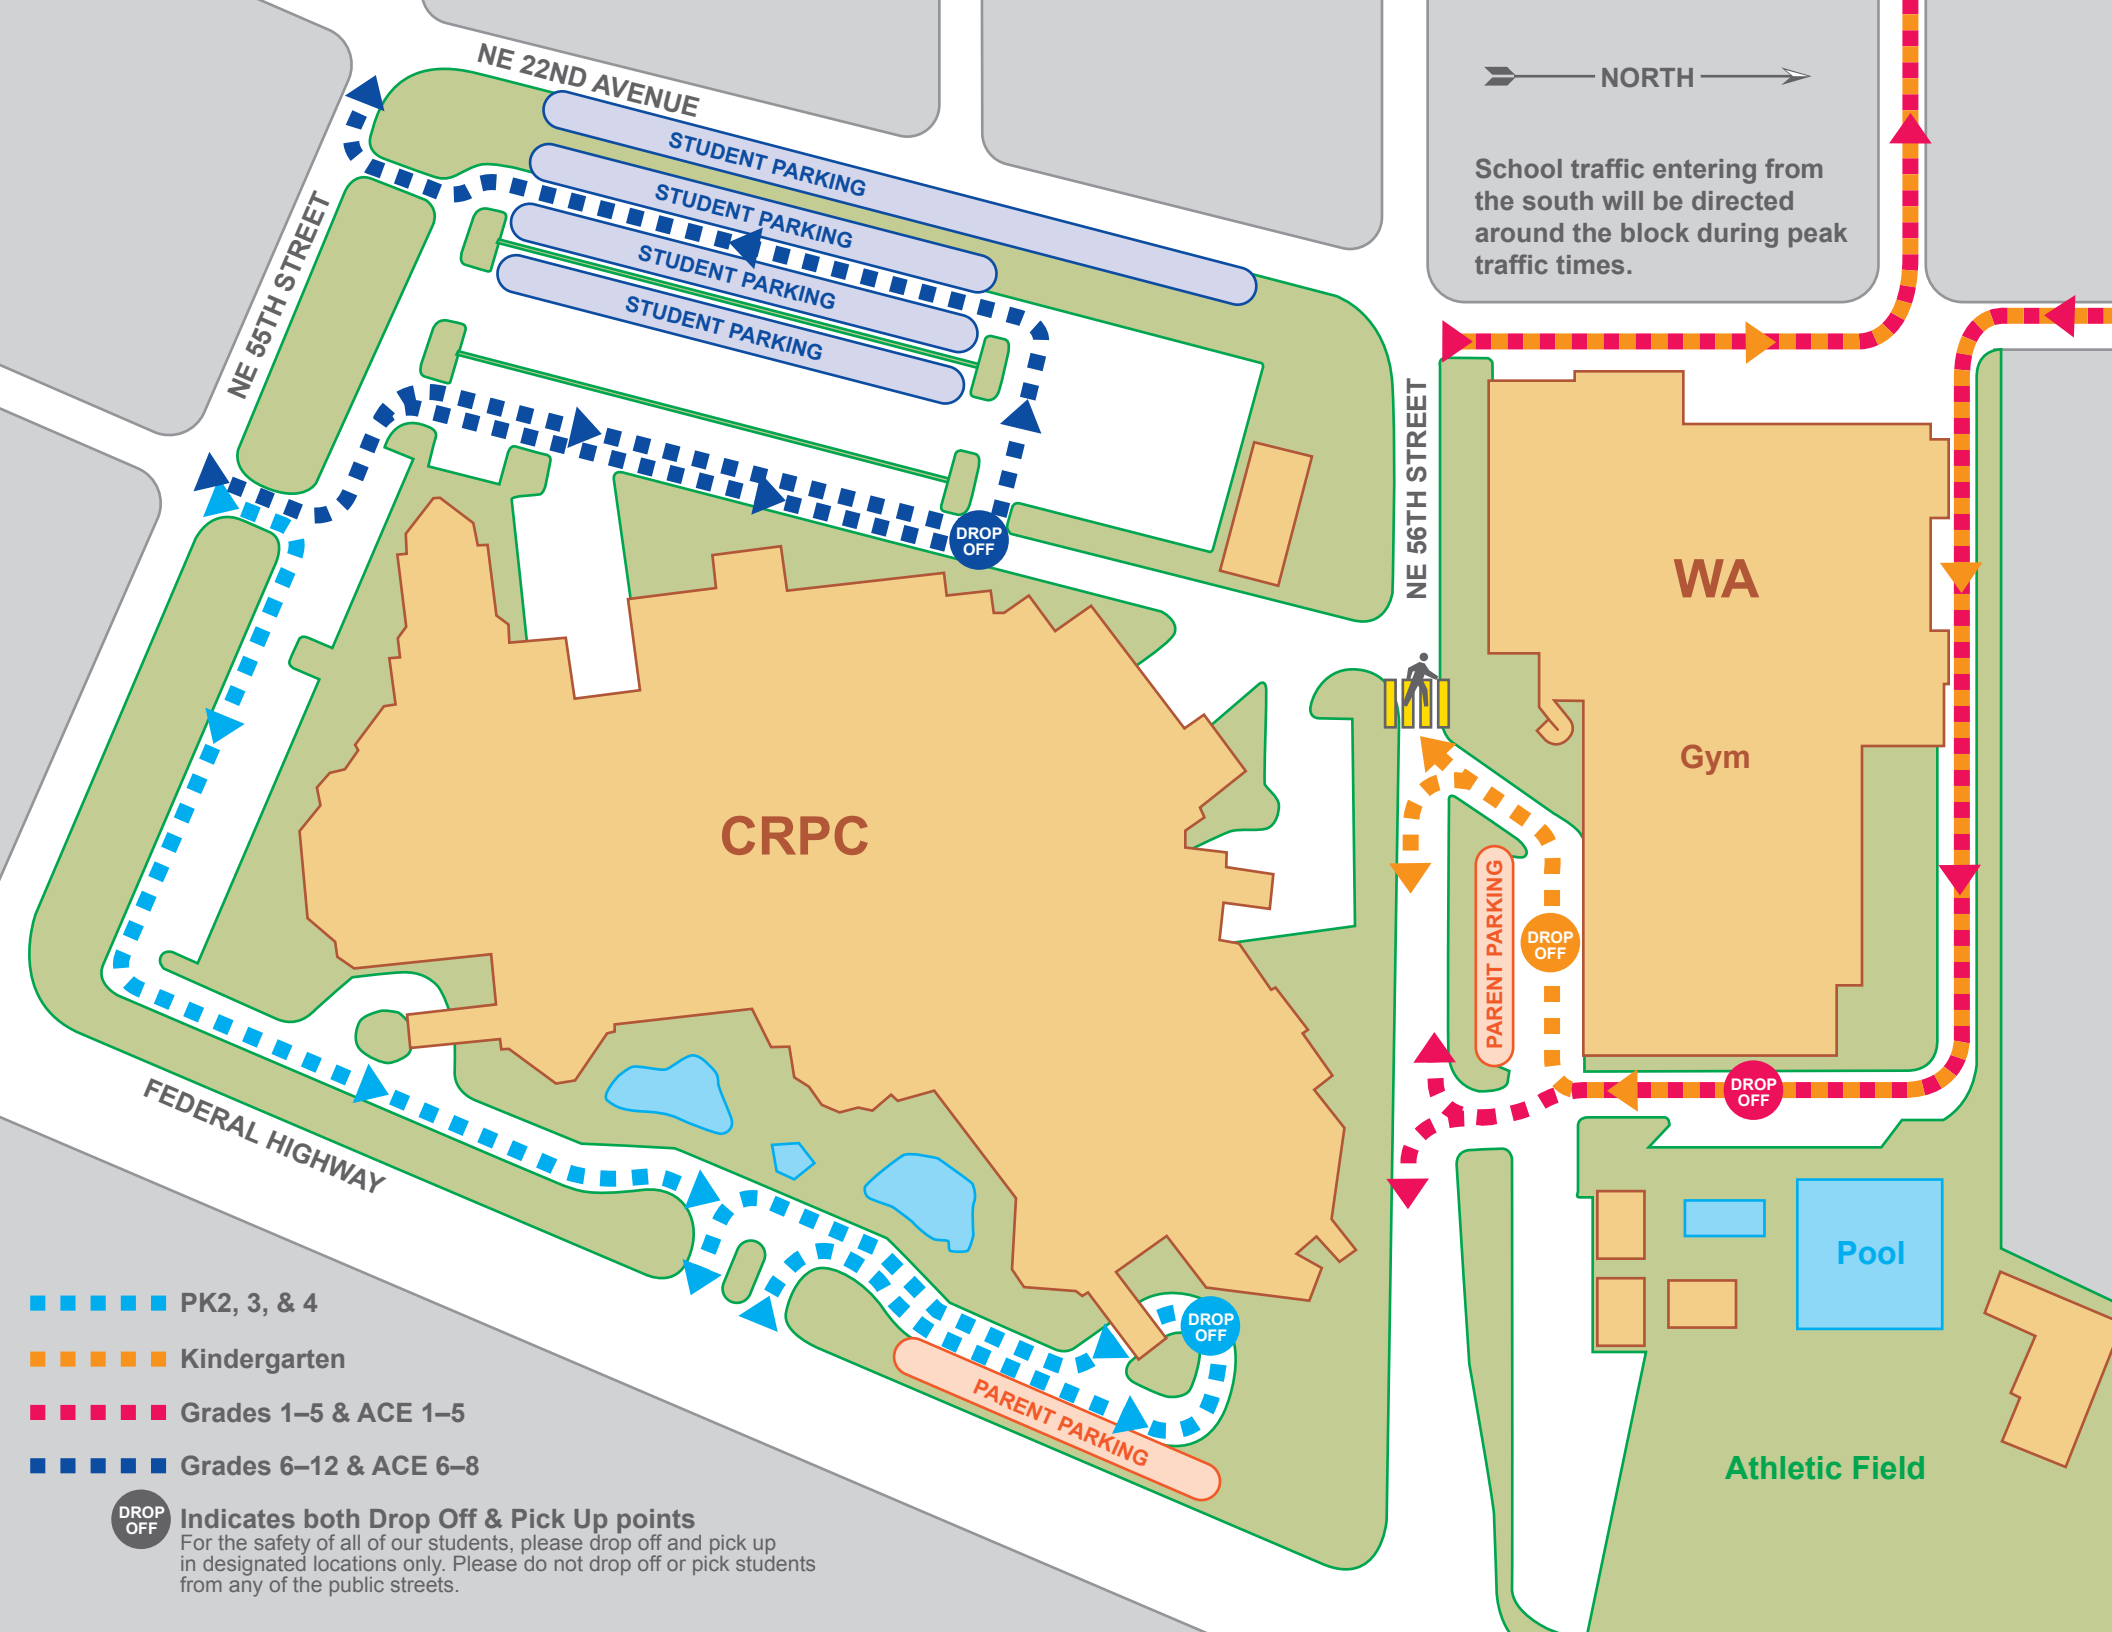 NE 22ND AVENUE
NORTH
School traffic entering from
the south will be directed
around the block during peak
traffic times.
STUDENT PARKING
STUDENT PARKING
STUDENT PARKING
STUDENT PARKING
NE 55TH STREET
NE 56TH STREET
DROP
OFF
WA
Gym
CRPC
PARENT PARKING
DROP
OFF
DROP
OFF
FEDERAL HIGHWAY
Pool
DROP
OFF
PARENT PARKING
Athletic Field
PK2, 3, & 4
Kindergarten
Grades 1–5 & ACE 1–5
Grades 6–12 & ACE 6–8
DROP
OFF
Indicates both Drop Off & Pick Up points
For the safety of all of our students, please drop off and pick up
in designated locations only. Please do not drop off or pick students
from any of the public streets.